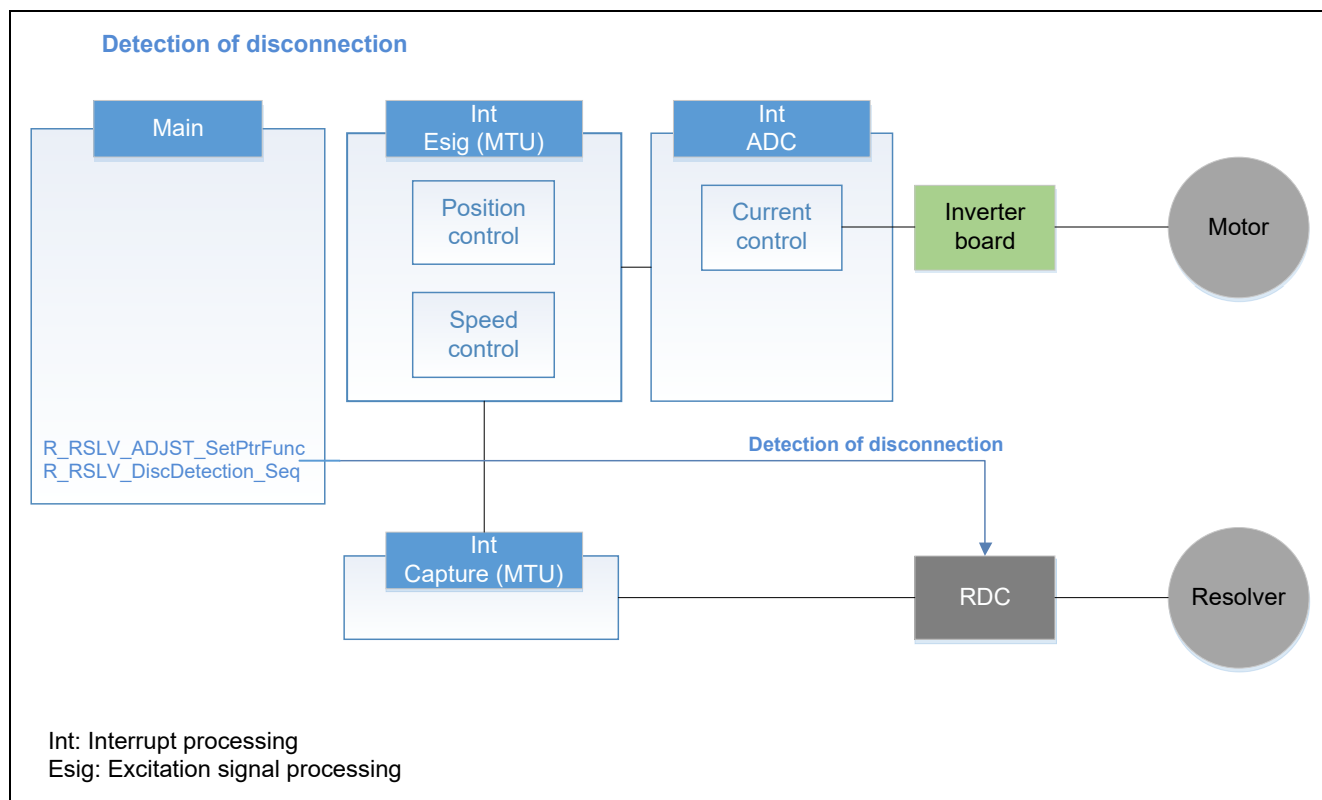 Detection of disconnection
Main
Int
Esig (MTU)
Int
ADC
Position
control
Current
control
Inverter
board
Motor
Speed
control
R_RSLV_ADJST_SetPtrFunc
R_RSLV_DiscDetection_Seq
Detection of disconnection
Int
Capture (MTU)
RDC
Resolver
Int: Interrupt processing
Esig: Excitation signal processing